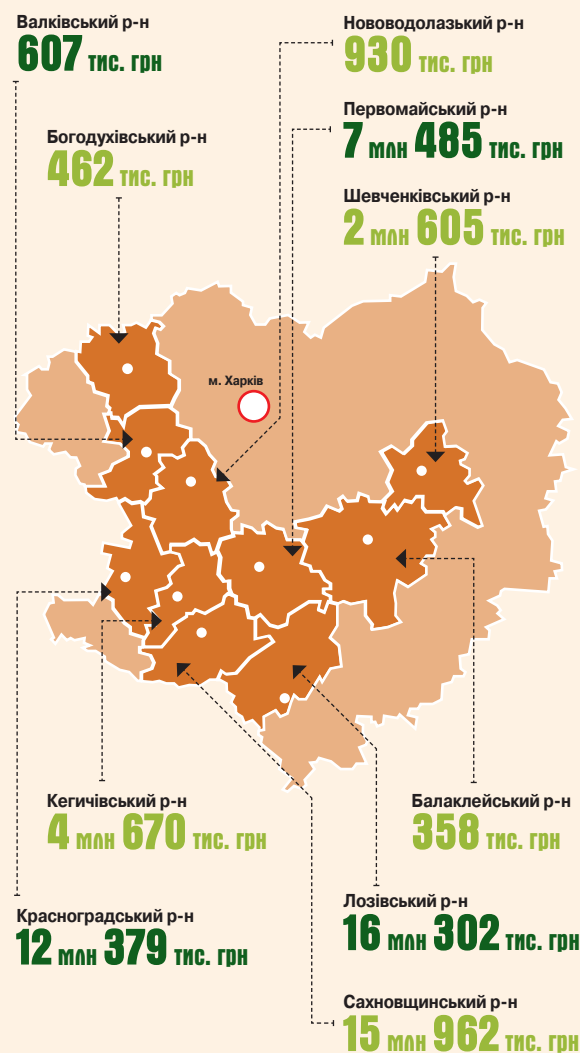 Валківський р-н
607 тис. грн
Богодухівський р-н
462 тис. грн
Нововодолазький р-н
930 тис. грн
Первомайський р-н
7 млн 485 тис. грн
Шевченківський р-н
2 млн 605 тис. грн
м. Харків
Кегичівський р-н
4 млн 670 тис. грн
Балаклейський р-н
358 тис. грн
Красноградський р-н
12 млн 379 тис. грн
Лозівський р-н
16 млн 302 тис. грн
Сахновщинський р-н
15 млн 962 тис. грн